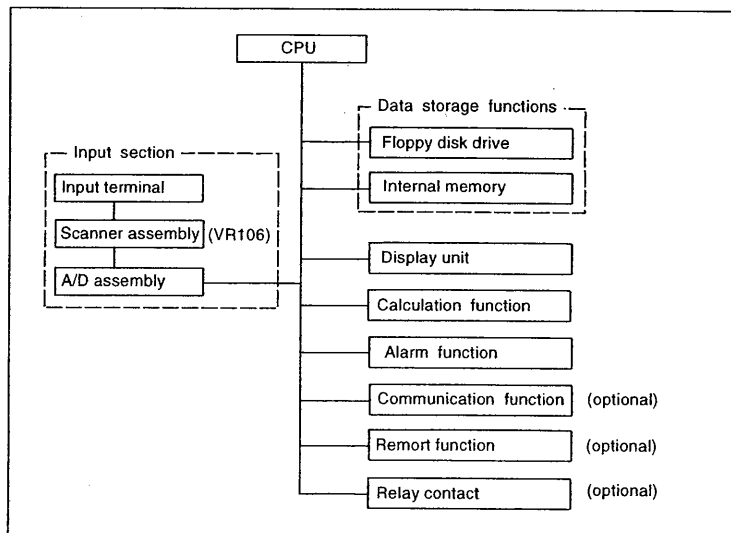 CPU
Data storage functions
Floppy disk drive
Internal memory
Input section
Input terminal
Scanner assembly (VR106)
A/D assembly
Display unit
Calculation function
Alarm function
Communication function (optional)
Remort function (optional)
Relay contact (optional)